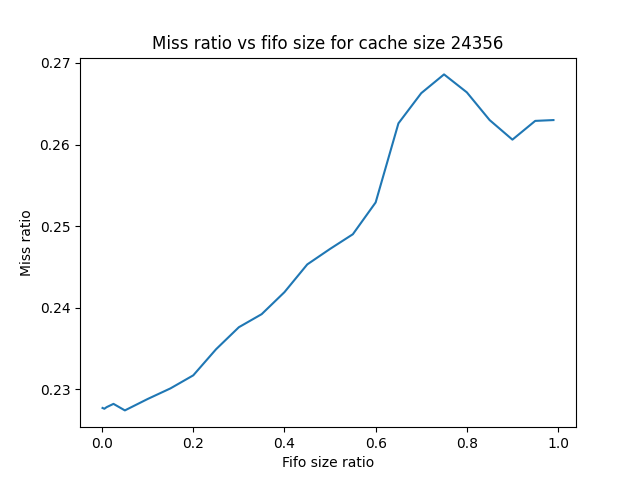 Miss ratio vs fifo size for cache size 24356
0.27
0.26
0.25
0.24
0.23
Miss ratio
0.0 0.2 0.4 0.6 0.8 1.0
Fifo size ratio